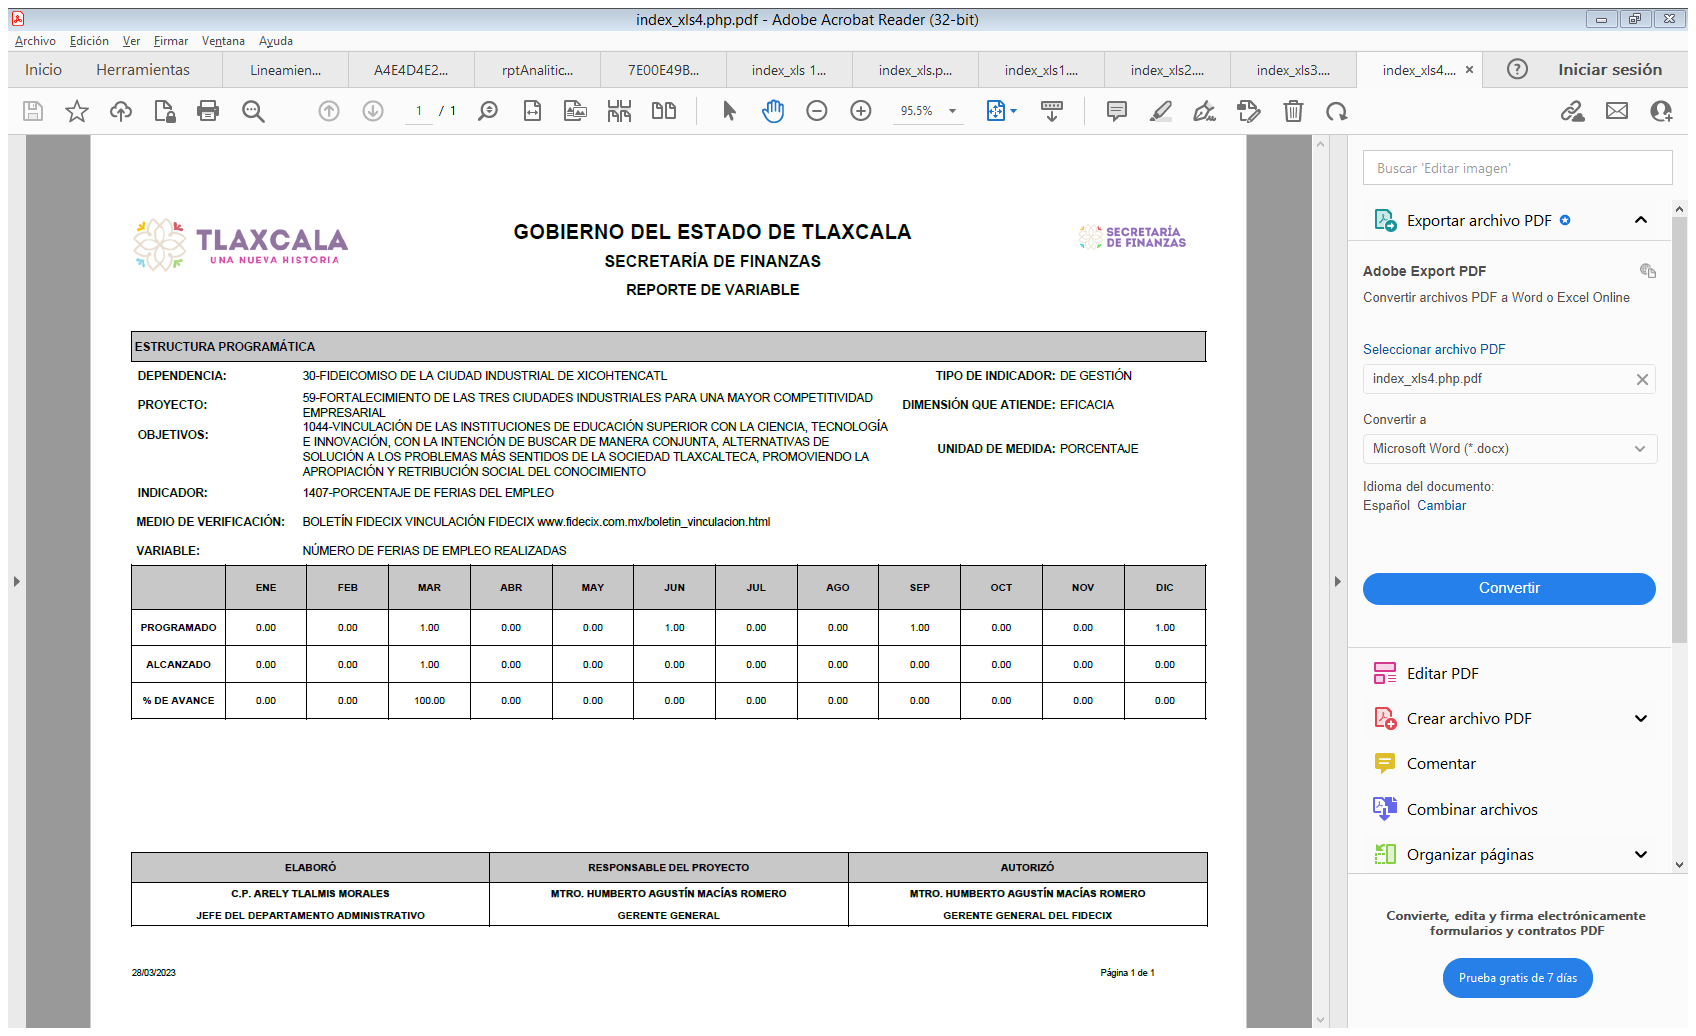 index_xls4.php.pdf - Adobe Acrobat Reader (32-bit)
Archivo Edición Ver Firmar Ventana Ayuda
Inicio Herramientas Lineamien... A4E4D4E2... rptAnalitic... 7E00E49B... index_xls 1... index_xls.p... index_xls1.... index_xls2.... index_xls3.... index_xls4.... × ? Iniciar sesión
1 / 1 95.5%
TLAXCALA
UNA NUEVA HISTORIA
GOBIERNO DEL ESTADO DE TLAXCALA
SECRETARÍA DE FINANZAS
REPORTE DE VARIABLE
SECRETARÍA
DE FINANZAS
ESTRUCTURA PROGRAMÁTICA
DEPENDENCIA: 30-FIDEICOMISO DE LA CIUDAD INDUSTRIAL DE XICOHTENCATL TIPO DE INDICADOR: DE GESTIÓN
PROYECTO: 59-FORTALECIMIENTO DE LAS TRES CIUDADES INDUSTRIALES PARA UNA MAYOR COMPETITIVIDAD
EMPRESARIAL
DIMENSIÓN QUE ATIENDE: EFICACIA
OBJETIVOS: 1044-VINCULACIÓN DE LAS INSTITUCIONES DE EDUCACIÓN SUPERIOR CON LA CIENCIA, TECNOLOGÍA
E INNOVACIÓN, CON LA INTENCIÓN DE BUSCAR DE MANERA CONJUNTA, ALTERNATIVAS DE
SOLUCIÓN A LOS PROBLEMAS MÁS SENTIDOS DE LA SOCIEDAD TLAXCALTECA, PROMOVIENDO LA
APROPIACIÓN Y RETRIBUCIÓN SOCIAL DEL CONOCIMIENTO
UNIDAD DE MEDIDA: PORCENTAJE
INDICADOR: 1407-PORCENTAJE DE FERIAS DEL EMPLEO
MEDIO DE VERIFICACIÓN: BOLETÍN FIDECIX VINCULACIÓN FIDECIX www.fidecix.com.mx/boletin_vinculacion.html
VARIABLE: NÚMERO DE FERIAS DE EMPLEO REALIZADAS
ENE FEB MAR ABR MAY JUN JUL AGO SEP OCT NOV DIC
PROGRAMADO 0.00 0.00 1.00 0.00 0.00 1.00 0.00 0.00 1.00 0.00 0.00 1.00
ALCANZADO 0.00 0.00 1.00 0.00 0.00 0.00 0.00 0.00 0.00 0.00 0.00 0.00
% DE AVANCE 0.00 0.00 100.00 0.00 0.00 0.00 0.00 0.00 0.00 0.00 0.00 0.00
ELABORÓ RESPONSABLE DEL PROYECTO AUTORIZÓ
C.P. ARELY TLALMIS MORALES MTRO. HUMBERTO AGUSTÍN MACÍAS ROMERO MTRO. HUMBERTO AGUSTÍN MACÍAS ROMERO
JEFE DEL DEPARTAMENTO ADMINISTRATIVO GERENTE GENERAL GERENTE GENERAL DEL FIDECIX
28/03/2023 Página 1 de 1
Buscar 'Editar imagen'
Exportar archivo PDF
Adobe Export PDF
Convertir archivos PDF a Word o Excel Online
Seleccionar archivo PDF
index_xls4.php.pdf
Convertir a
Microsoft Word (*.docx)
Idioma del documento:
Español Cambiar
Convertir
Editar PDF
Crear archivo PDF
Comentar
Combinar archivos
Organizar páginas
Convierte, edita y firma electrónicamente
formularios y contratos PDF
Prueba gratis de 7 días